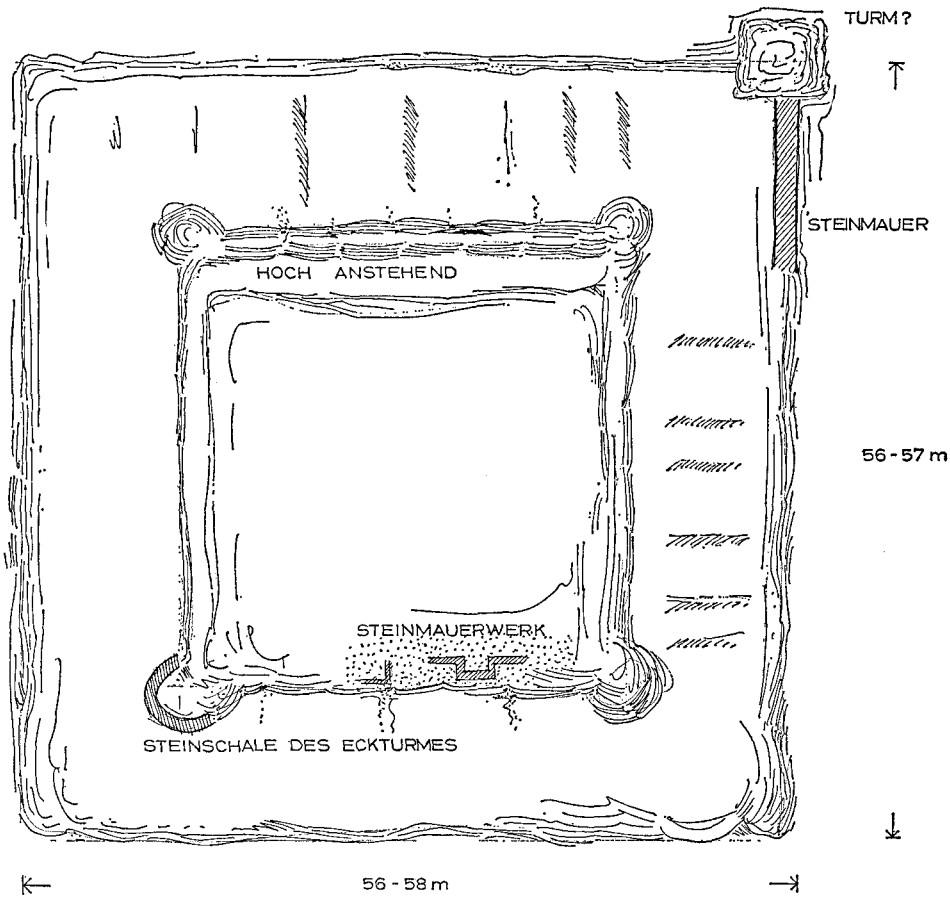 TURM?
STEINMAUER
HOCH ANSTEHEND
56-57 m
STEINMAUERWERK
STEINSCHALE DES ECKTURMES
56-58 m